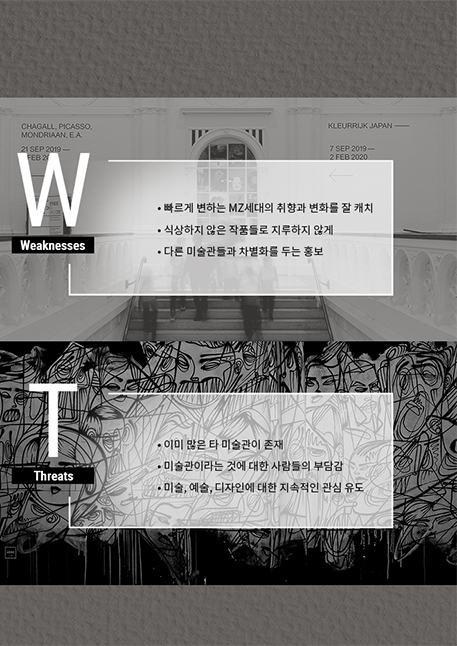 CHAGALL, PICASSO,
MONDRIAAN, E.A.
21 SEP 2019 —
FEB 20
KLEURRIJK JAPAN —
7 SEP 2019 —
2 FEB 2020
W
Weaknesses
• 빠르게 변하는 MZ세대의 취향과 변화를 잘 캐치
• 식상하지 않은 작품들로 지루하지 않게
• 다른 미술관들과 차별화를 두는 홍보
T
Threats
• 이미 많은 타 미술관이 존재
• 미술관이라는 것에 대한 사람들의 부담감
• 미술, 예술, 디자인에 대한 지속적인 관심 유도